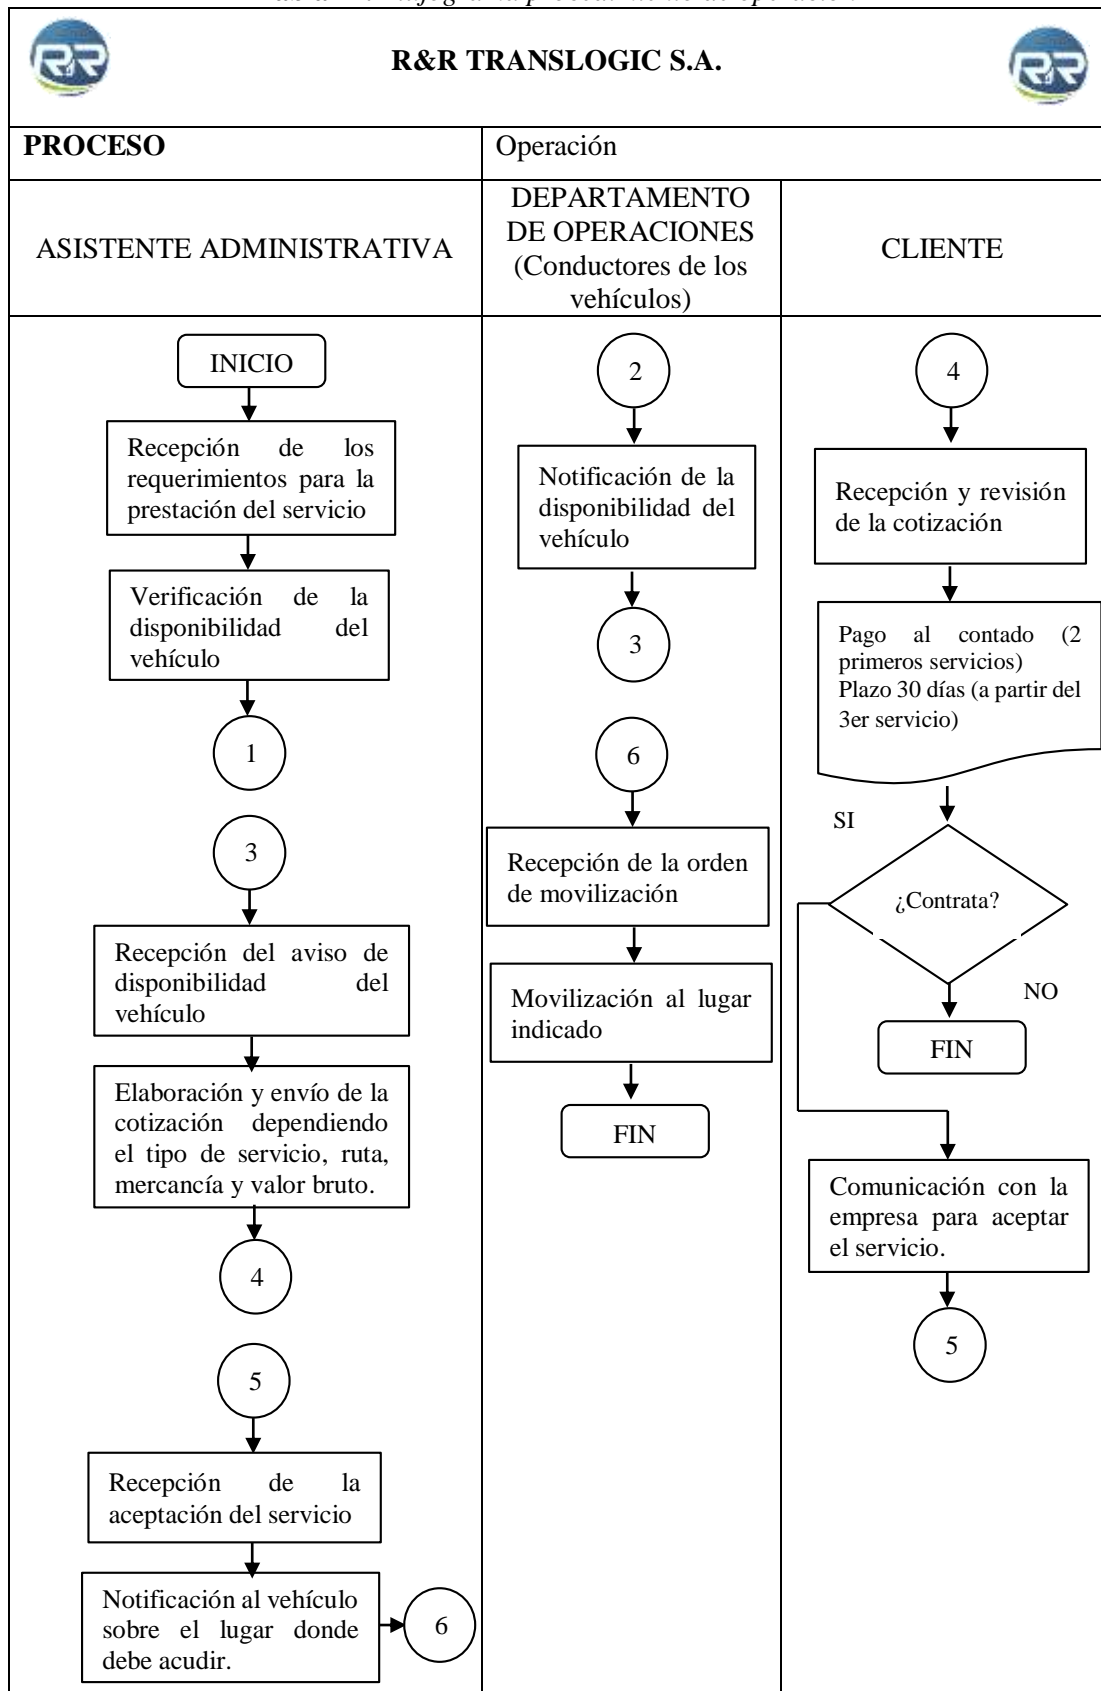 R&R TRANSLOGIC S.A.
PROCESO
Operación
ASISTENTE ADMINISTRATIVA
DEPARTAMENTO
DE OPERACIONES
(Conductores de los
vehículos)
CLIENTE
INICIO
Recepción de los
requerimientos para la
prestación del servicio
Verificación de la
disponibilidad del
vehículo
1
3
Recepción del aviso de
disponibilidad del
vehículo
Elaboración y envío de la
cotización dependiendo
el tipo de servicio, ruta,
mercancía y valor bruto.
4
5
Recepción de la
aceptación del servicio
Notificación al vehículo
sobre el lugar donde
debe acudir.
6
2
Notificación de la
disponibilidad del
vehículo
3
6
Recepción de la orden
de movilización
Movilización al lugar
indicado
FIN
4
Recepción y revisión
de la cotización
Pago al contado (2
primeros servicios)
Plazo 30 días (a partir del
3er servicio)
SI
¿Contrata?
NO
FIN
Comunicación con la
empresa para aceptar
el servicio.
5